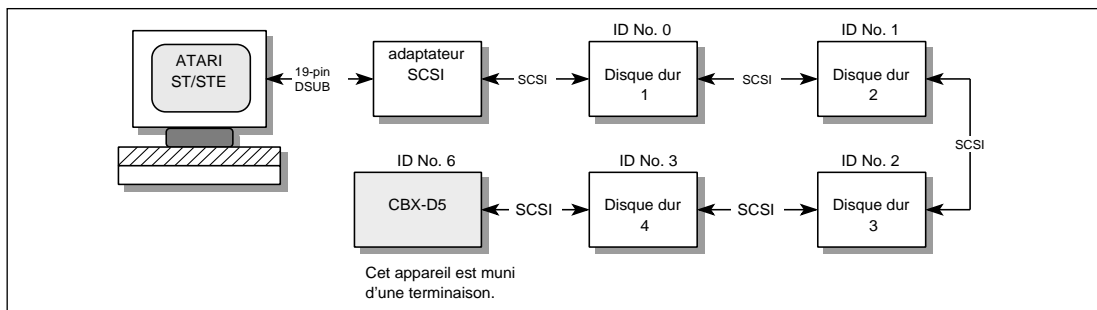 ID No. 0
ID No. 1
ATARI
ST/STE
19-pin
DSUB
adaptateur
SCSI
SCSI
Disque dur
1
SCSI
Disque dur
2
SCSI
ID No. 6
ID No. 3
ID No. 2
CBX-D5
SCSI
Disque dur
4
SCSI
Disque dur
3
Cet appareil est muni
d'une terminaison.